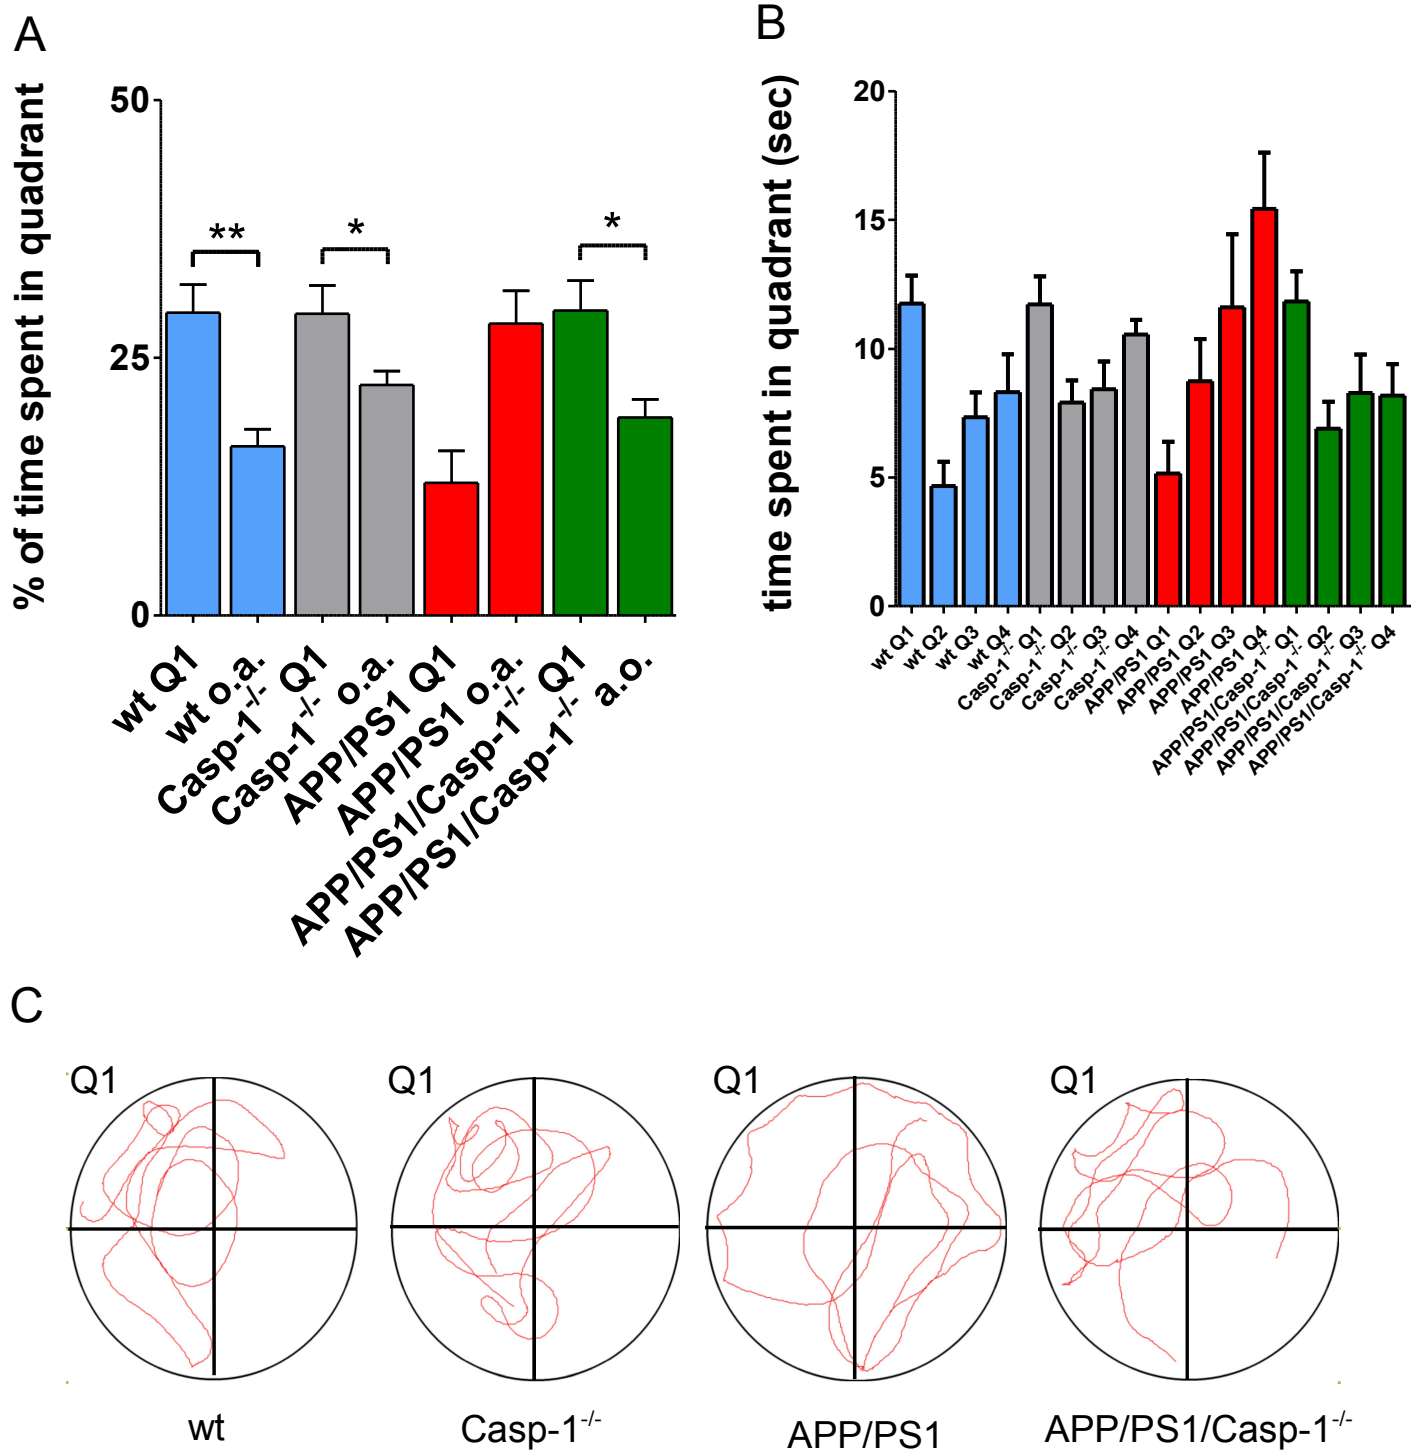 A
% of time spent in quadrant
50
25
0
**
*
*
wt Q1
wt o.a.
Casp-1-/- Q1
Casp-1-/- o.a.
APP/PS1 Q1
APP/PS1 o.a.
APP/PS1/Casp-1-/- Q1
APP/PS1/Casp-1-/- a.o.
B
time spent in quadrant (sec)
20
15
10
5
0
wt Q1
wt Q2
wt Q3
wt Q4
Casp-1-/- Q1
Casp-1-/- Q2
Casp-1-/- Q3
Casp-1-/- Q4
APP/PS1 Q1
APP/PS1 Q2
APP/PS1 Q3
APP/PS1 Q4
APP/PS1/Casp-1-/- Q1
APP/PS1/Casp-1-/- Q2
APP/PS1/Casp-1-/- Q3
APP/PS1/Casp-1-/- Q4
C
Q1
Q1
Q1
Q1
wt
Casp-1-/-
APP/PS1
APP/PS1/Casp-1-/-